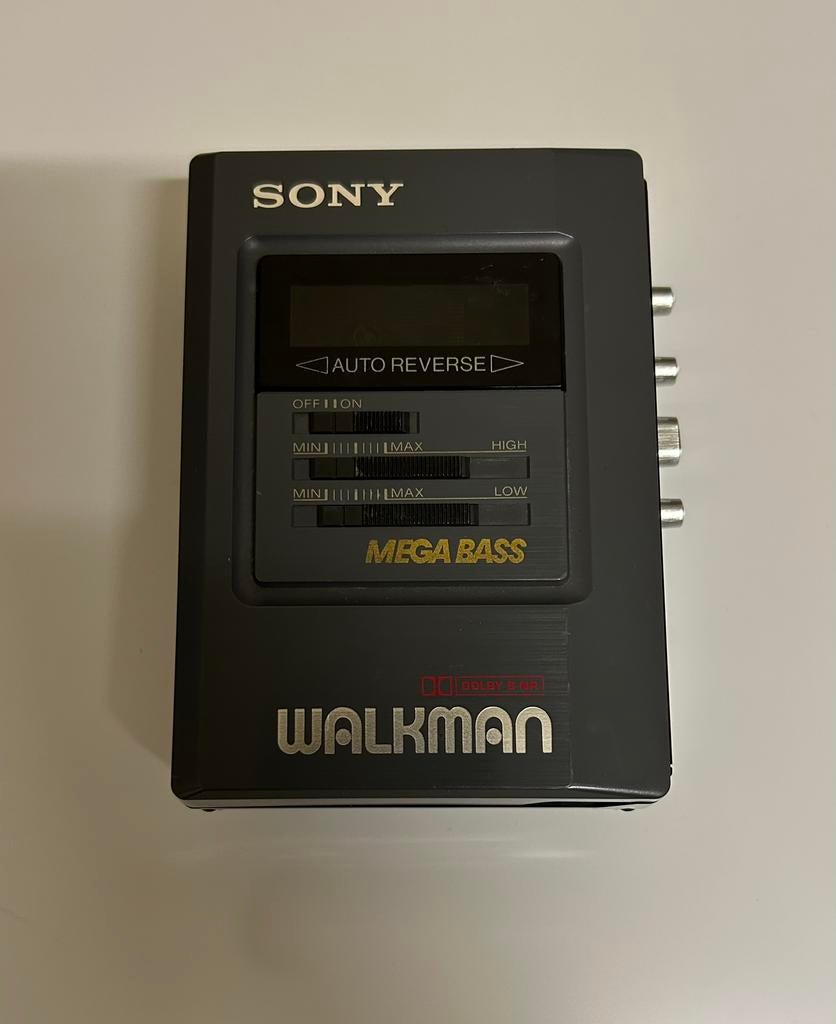 SONY
AUTO REVERSE
OFF ON
MIN MAX HIGH
MIN MAX LOW
MEGA BASS
DOLBY B NR
WALKMAN